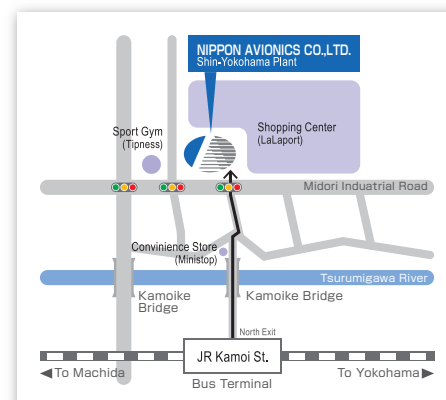 NIPPON AVIONICS CO.,LTD.
Shin-Yokohama Plant
Sport Gym
(Tipness)
Shopping Center
(LaLaport)
Midori Induatrial Road
Convinience Store
(Ministop)
Tsurumigawa River
Kamoike
Bridge
Kamoike Bridge
North Exit
JR Kamoi St.
To Machida
To Yokohama
Bus Terminal